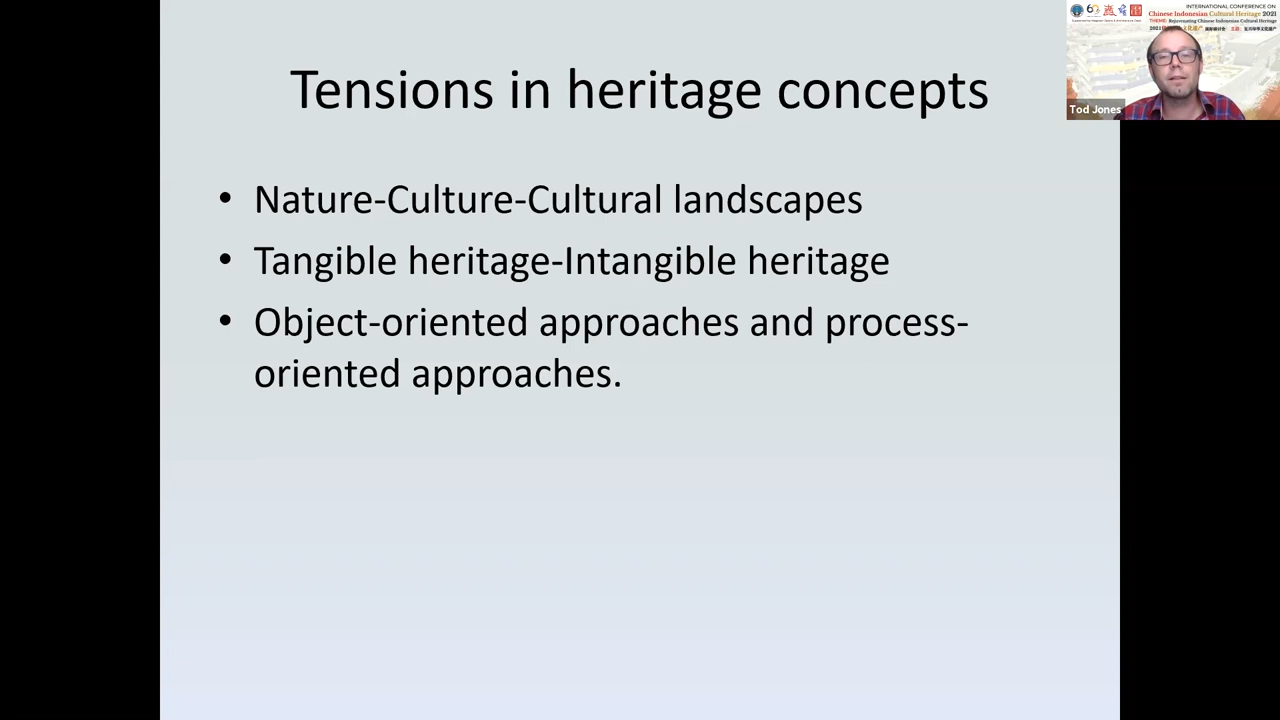 Tensions in heritage concepts
• Nature-Culture-Cultural landscapes
• Tangible heritage-Intangible heritage
• Object-oriented approaches and process-
oriented approaches.
INTERNATIONAL CONFERENCE ON
Chinese Indonesian Cultural Heritage 2021
THEME: Rejuvenating Chinese Indonesian Cultural Heritage
Tod Jones